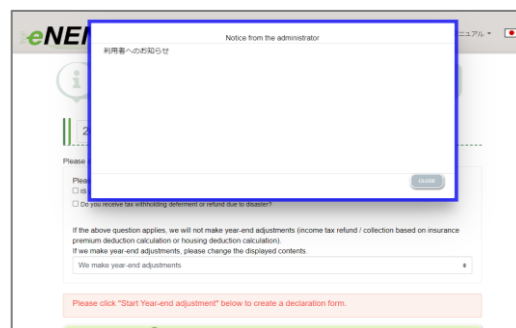 eNEN
Notice from the administrator
ニュアル
利用者へのお知らせ
i
2
CLOSE
Please
Pleas
Do you receive tax withholding deferment or refund due to disaster?
If the above question applies, we will not make year-end adjustments (income tax refund / collection based on insurance
premium deduction calculation or housing deduction calculation).
If we make year-end adjustments, please change the displayed contents.
We make year-end adjustments
Please click "Start Year-end adjustment" below to create a declaration form.